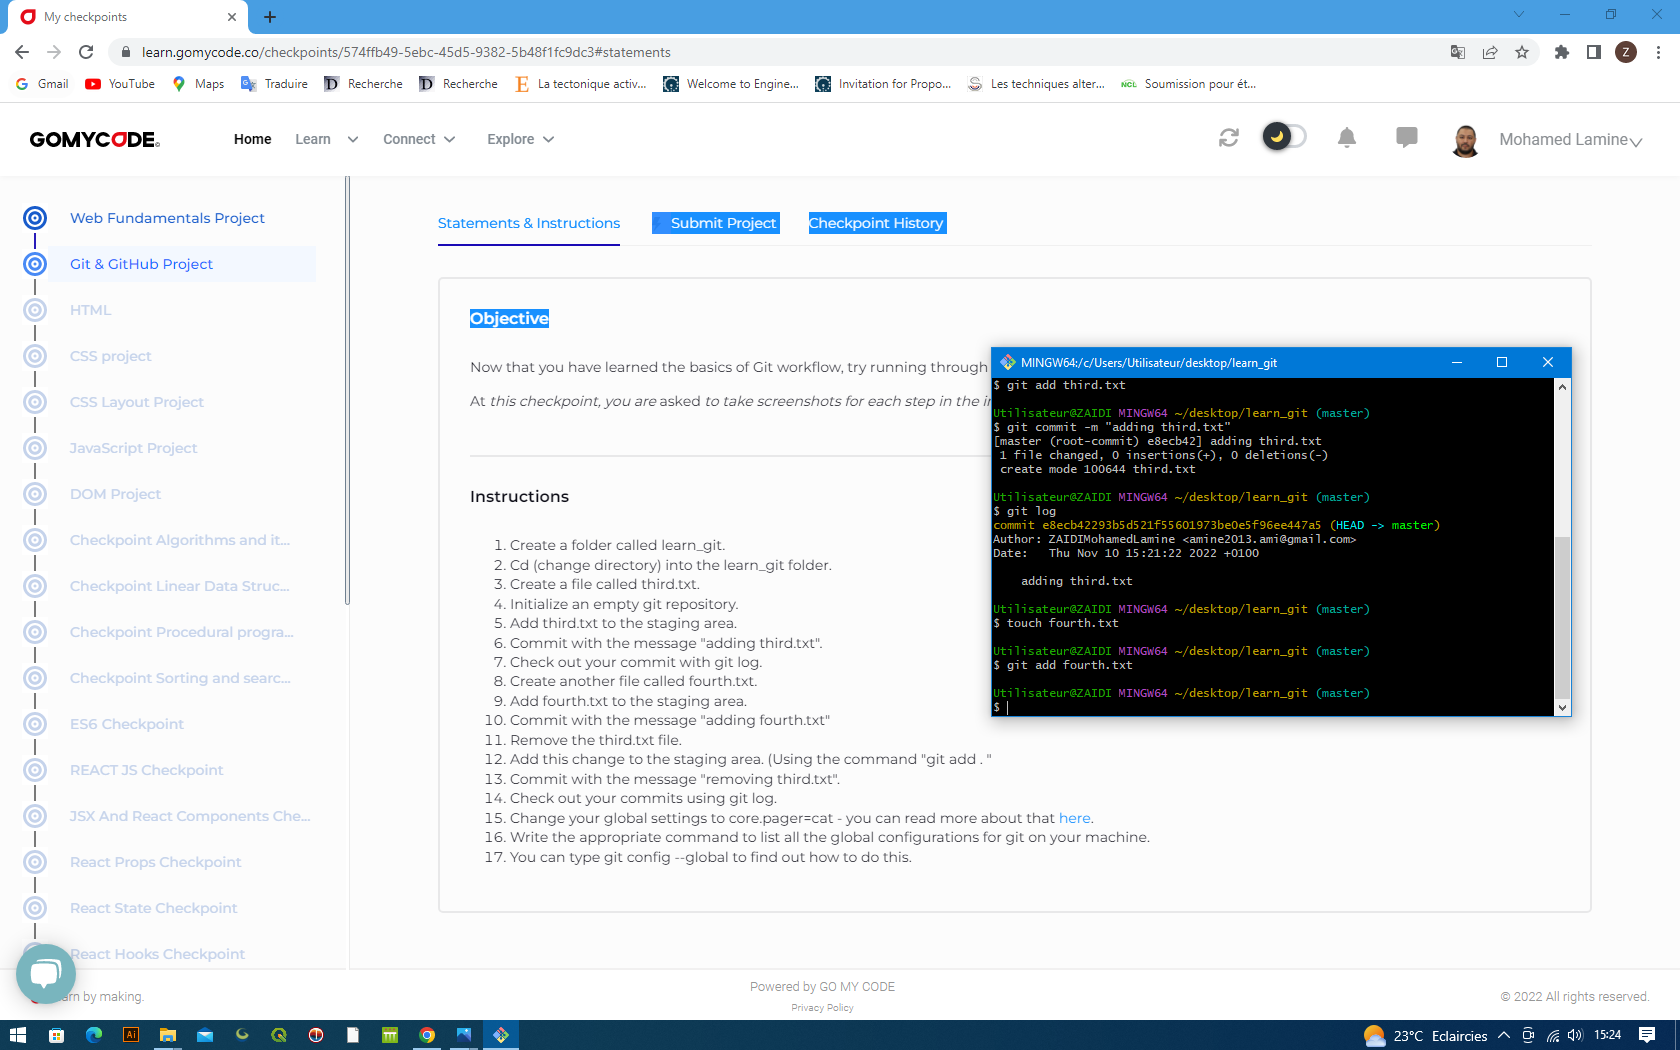 My checkpoints
learn.gomycode.co/checkpoints/574ffb49-5ebc-45d5-9382-5b48f1fc9dc3#statements
Z
Gmail
YouTube
Maps
Traduire
Recherche
Recherche
La tectonique activ...
Welcome to Engine...
Invitation for Propo...
Les techniques alter...
Soumission pour ét...
GOMYCODE
Home
Learn
Connect
Explore
Mohamed Lamine
Web Fundamentals Project
Git & GitHub Project
HTML
CSS project
CSS Layout Project
JavaScript Project
DOM Project
Checkpoint Algorithms and it...
Checkpoint Linear Data Struc...
Checkpoint Procedural progra...
Checkpoint Sorting and searc...
ES6 Checkpoint
REACT JS Checkpoint
JSX And React Components Che...
React Props Checkpoint
React State Checkpoint
React Hooks Checkpoint
Statements & Instructions
Submit Project
Checkpoint History
Objective
Now that you have learned the basics of Git workflow, try running through
At this checkpoint, you are asked to take screenshots for each step in the
Instructions
1. Create a folder called learn_git.
2. Cd (change directory) into the learn_git folder.
3. Create a file called third.txt.
4. Initialize an empty git repository.
5. Add third.txt to the staging area.
6. Commit with the message "adding third.txt".
7. Check out your commit with git log.
8. Create another file called fourth.txt.
9. Add fourth.txt to the staging area.
10. Commit with the message "adding fourth.txt"
11. Remove the third.txt file.
12. Add this change to the staging area. (Using the command "git add . "
13. Commit with the message "removing third.txt".
14. Check out your commits using git log.
15. Change your global settings to core.pager=cat - you can read more about that here.
16. Write the appropriate command to list all the global configurations for git on your machine.
17. You can type git config --global to find out how to do this.
MINGW64:/c/Users/Utilisateur/desktop/learn_git
$ git add third.txt
Utilisateur@ZAIDI MINGW64 ~/desktop/learn_git (master)
$ git commit -m "adding third.txt"
[master (root-commit) e8ecb42] adding third.txt
1 file changed, 0 insertions(+), 0 deletions(-)
create mode 100644 third.txt
Utilisateur@ZAIDI MINGW64 ~/desktop/learn_git (master)
$ git log
commit e8ecb42293b5d521f55601973be0e5f96ee447a5 (HEAD -> master)
Author: ZAIDIMohamedLamine <amine2013.ami@gmail.com>
Date: Thu Nov 10 15:21:22 2022 +0100
adding third.txt
Utilisateur@ZAIDI MINGW64 ~/desktop/learn_git (master)
$ touch fourth.txt
Utilisateur@ZAIDI MINGW64 ~/desktop/learn_git (master)
$ git add fourth.txt
Utilisateur@ZAIDI MINGW64 ~/desktop/learn_git (master)
$
by making.
Powered by GO MY CODE
Privacy Policy
© 2022 All rights reserved.
Ai
23°C Eclaircies
15:24